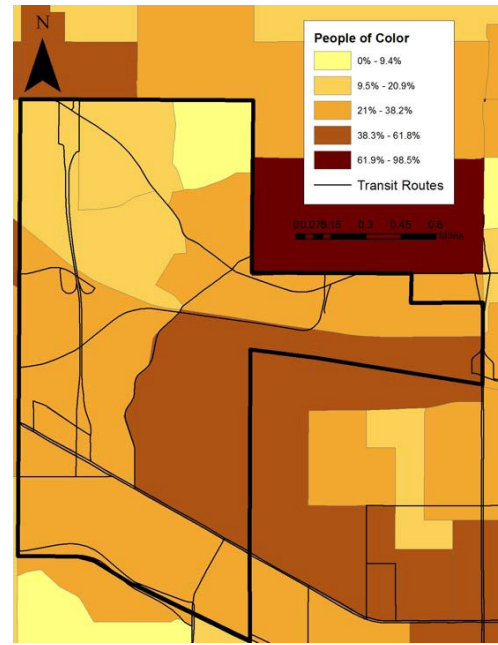 N
People of Color
0% - 9.4%
9.5% - 20.9%
21% - 38.2%
38.3% - 61.8%
61.9% - 98.5%
Transit Routes
0.3 0.45 0.6
Miles